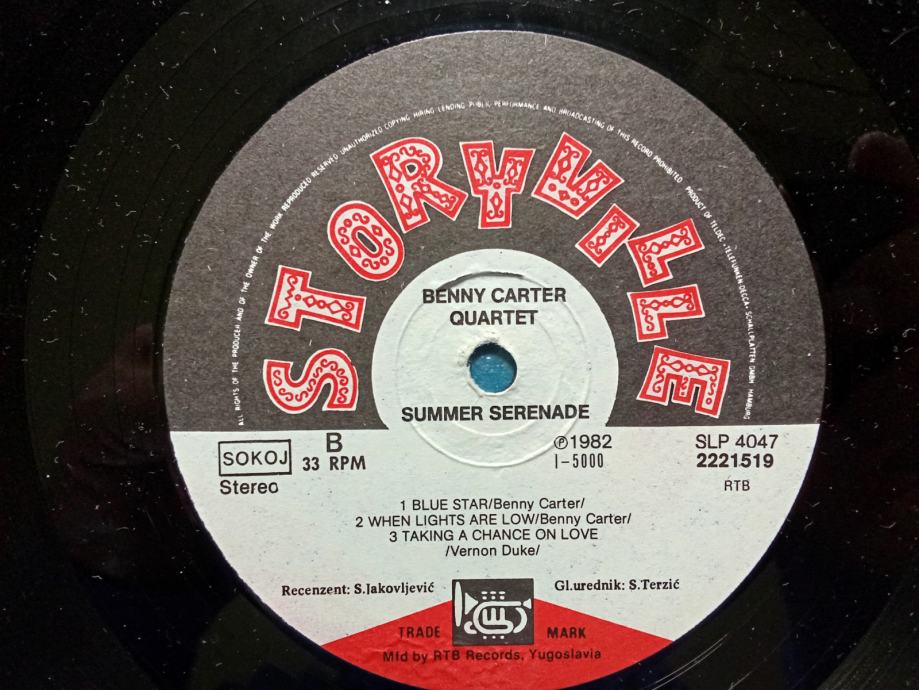 ALL RIGHTS OF THE PRODUCER AND OF THE OWNER OF THE WORK REPRODUCED RESERVED UNAUTHORIZED COPYING HIRING LENDING PUBLIC PERFORMANCE AND BROADCASTING OF THIS RECORD PROHIBITED PRODUCT OF TELDEC »TELEFUNKEN-DECCA« SCHALLPLATTEN GMBH HAMBURG
STORYVILLE
BENNY CARTER
QUARTET
SUMMER SERENADE
SOKOJ
B
33 RPM
Stereo
℗1982
I-5000
SLP 4047
2221519
RTB
1 BLUE STAR/Benny Carter/
2 WHEN LIGHTS ARE LOW/Benny Carter/
3 TAKING A CHANCE ON LOVE
/Vernon Duke/
Recenzent: S.Jakovljević
Gl.urednik: S.Terzić
TRADE MARK
Mfd by RTB Records, Yugoslavia